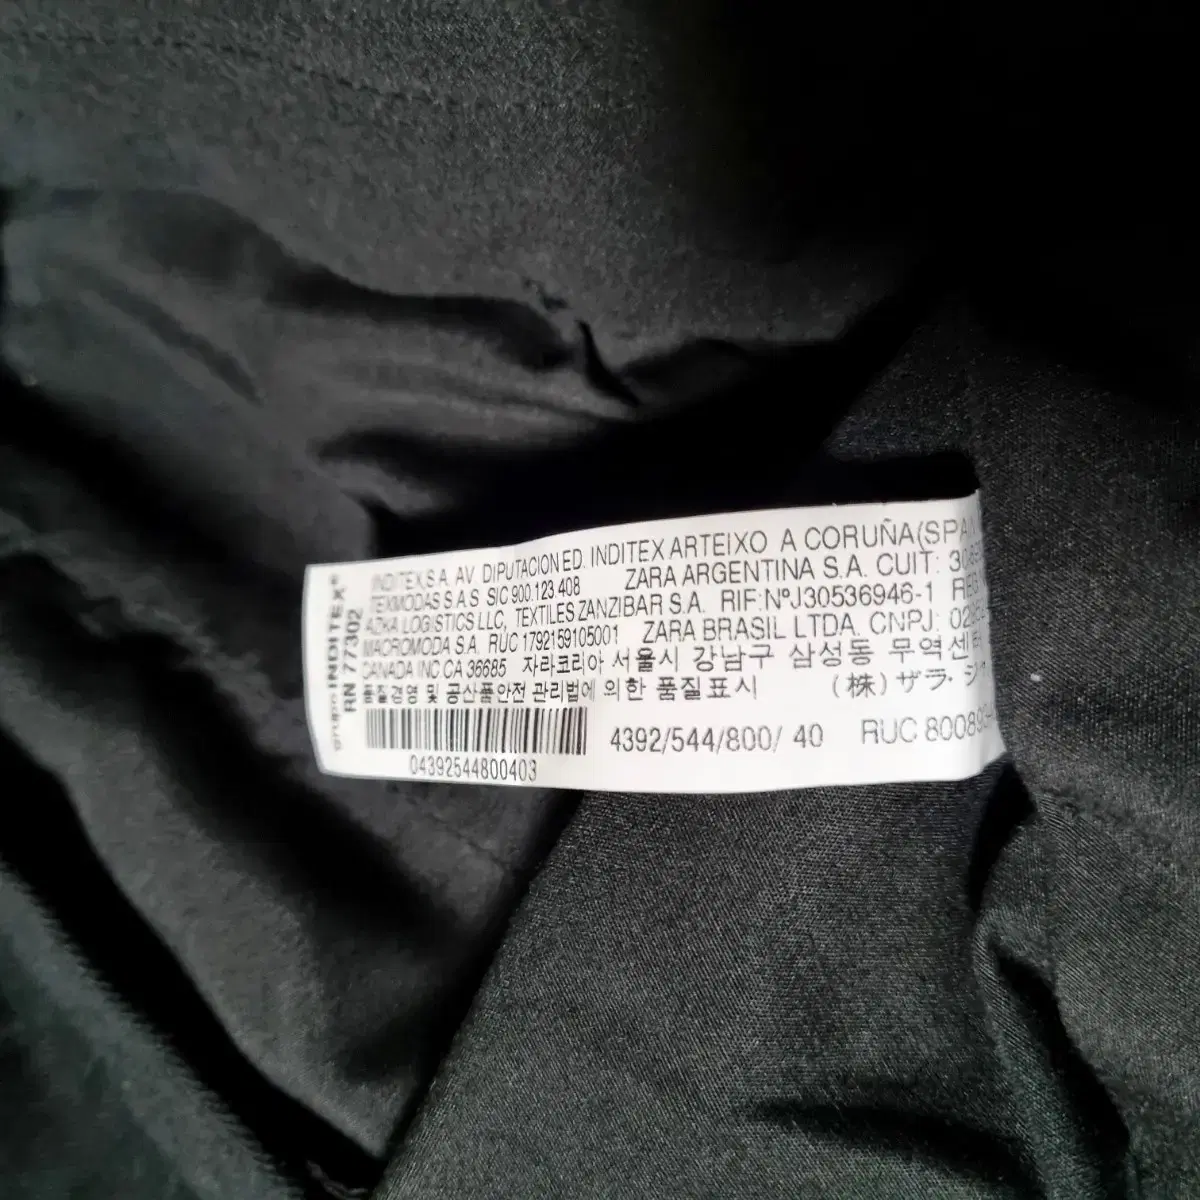 grupo INDITEX®
RN 77302
INDITEX,S.A. AV. DIPUTACION ED. INDITEX ARTEIXO A CORUÑA(SPAIN
TEXMODAS S.A.S SIC 900.123.408 ZARA ARGENTINA S.A. CUIT:
AZKA LOGISTICS LLC, TEXTILES ZANZIBAR S.A. RIF:NºJ30536946-1
MACROMODA S.A. RUC 1792159105001 ZARA BRASIL LTDA. CNPJ:
CANADA INC CA 36685 자라코리아 서울시 강남구 삼성동 무역센터
품질경영 및 공산품안전 관리법에 의한 품질표시 (株)ザラ・
4392/544/800/ 40 RUC
04392544800403